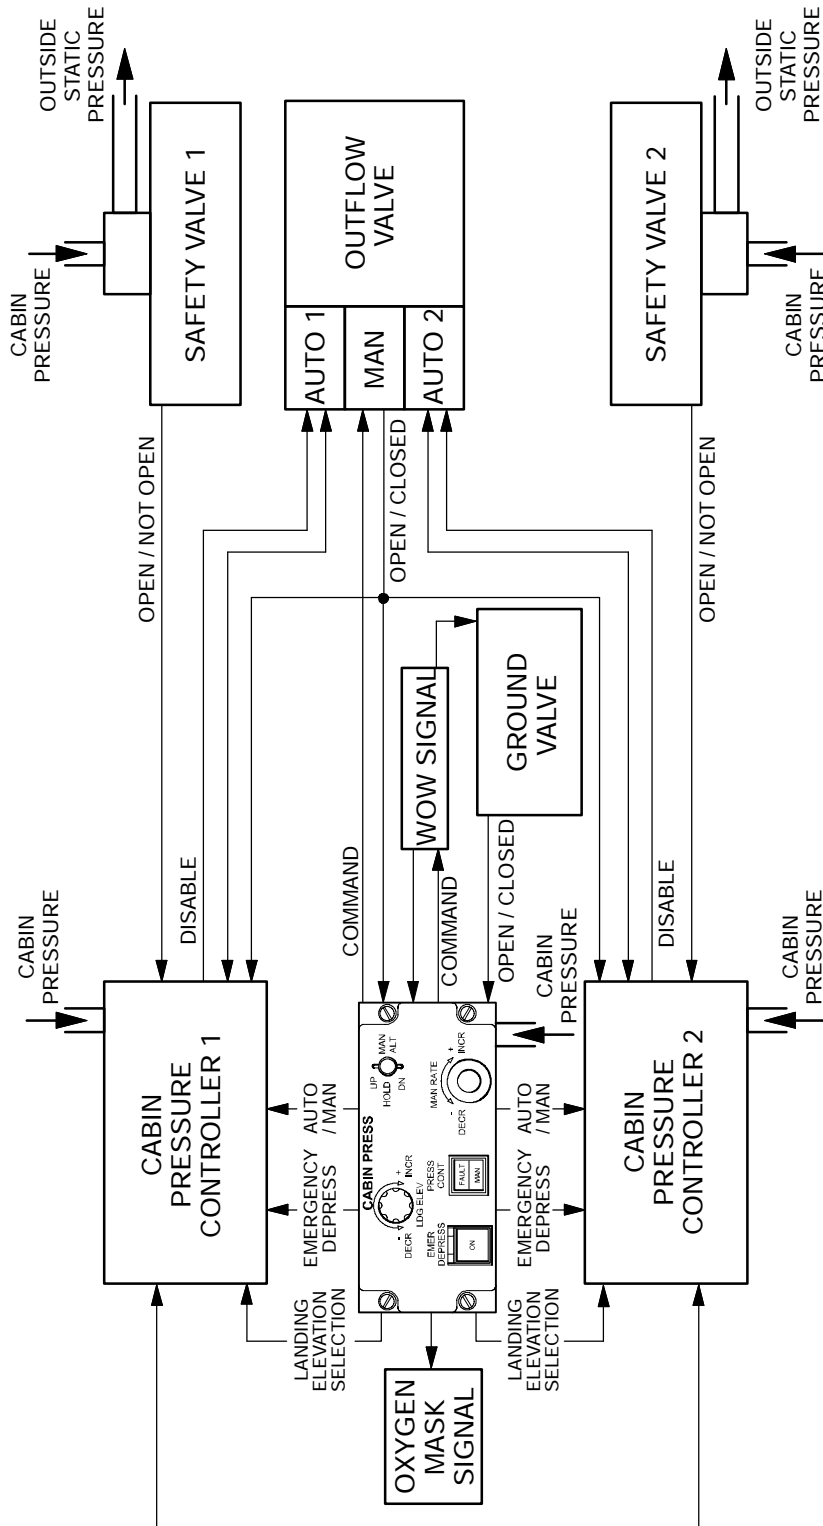 CABIN
PRESSURE
CABIN
PRESSURE
OUTSIDE
STATIC
PRESSURE
CABIN
PRESSURE
CONTROLLER 1
OPEN / NOT OPEN
SAFETY VALVE 1
DISABLE
LANDING
ELEVATION
SELECTION
EMERGENCY
DEPRESS
AUTO
/ MAN
COMMAND
AUTO 1
MAN
AUTO 2
OUTFLOW
VALVE
OPEN / CLOSED
CABIN PRESS
DECR
-
+
INCR
LDG ELEV
UP
HOLD
DN
MAN
ALT
EMER
DEPRESS
ON
PRESS
CONT
FAULT
MAN
MAN RATE
DECR
-
+
INCR
OXYGEN
MASK
SIGNAL
WOW SIGNAL
COMMAND
GROUND
VALVE
OPEN / CLOSED
CABIN
PRESSURE
LANDING
ELEVATION
SELECTION
EMERGENCY
DEPRESS
AUTO
/ MAN
CABIN
PRESSURE
CONTROLLER 2
DISABLE
OPEN / NOT OPEN
SAFETY VALVE 2
CABIN
PRESSURE
CABIN
PRESSURE
OUTSIDE
STATIC
PRESSURE